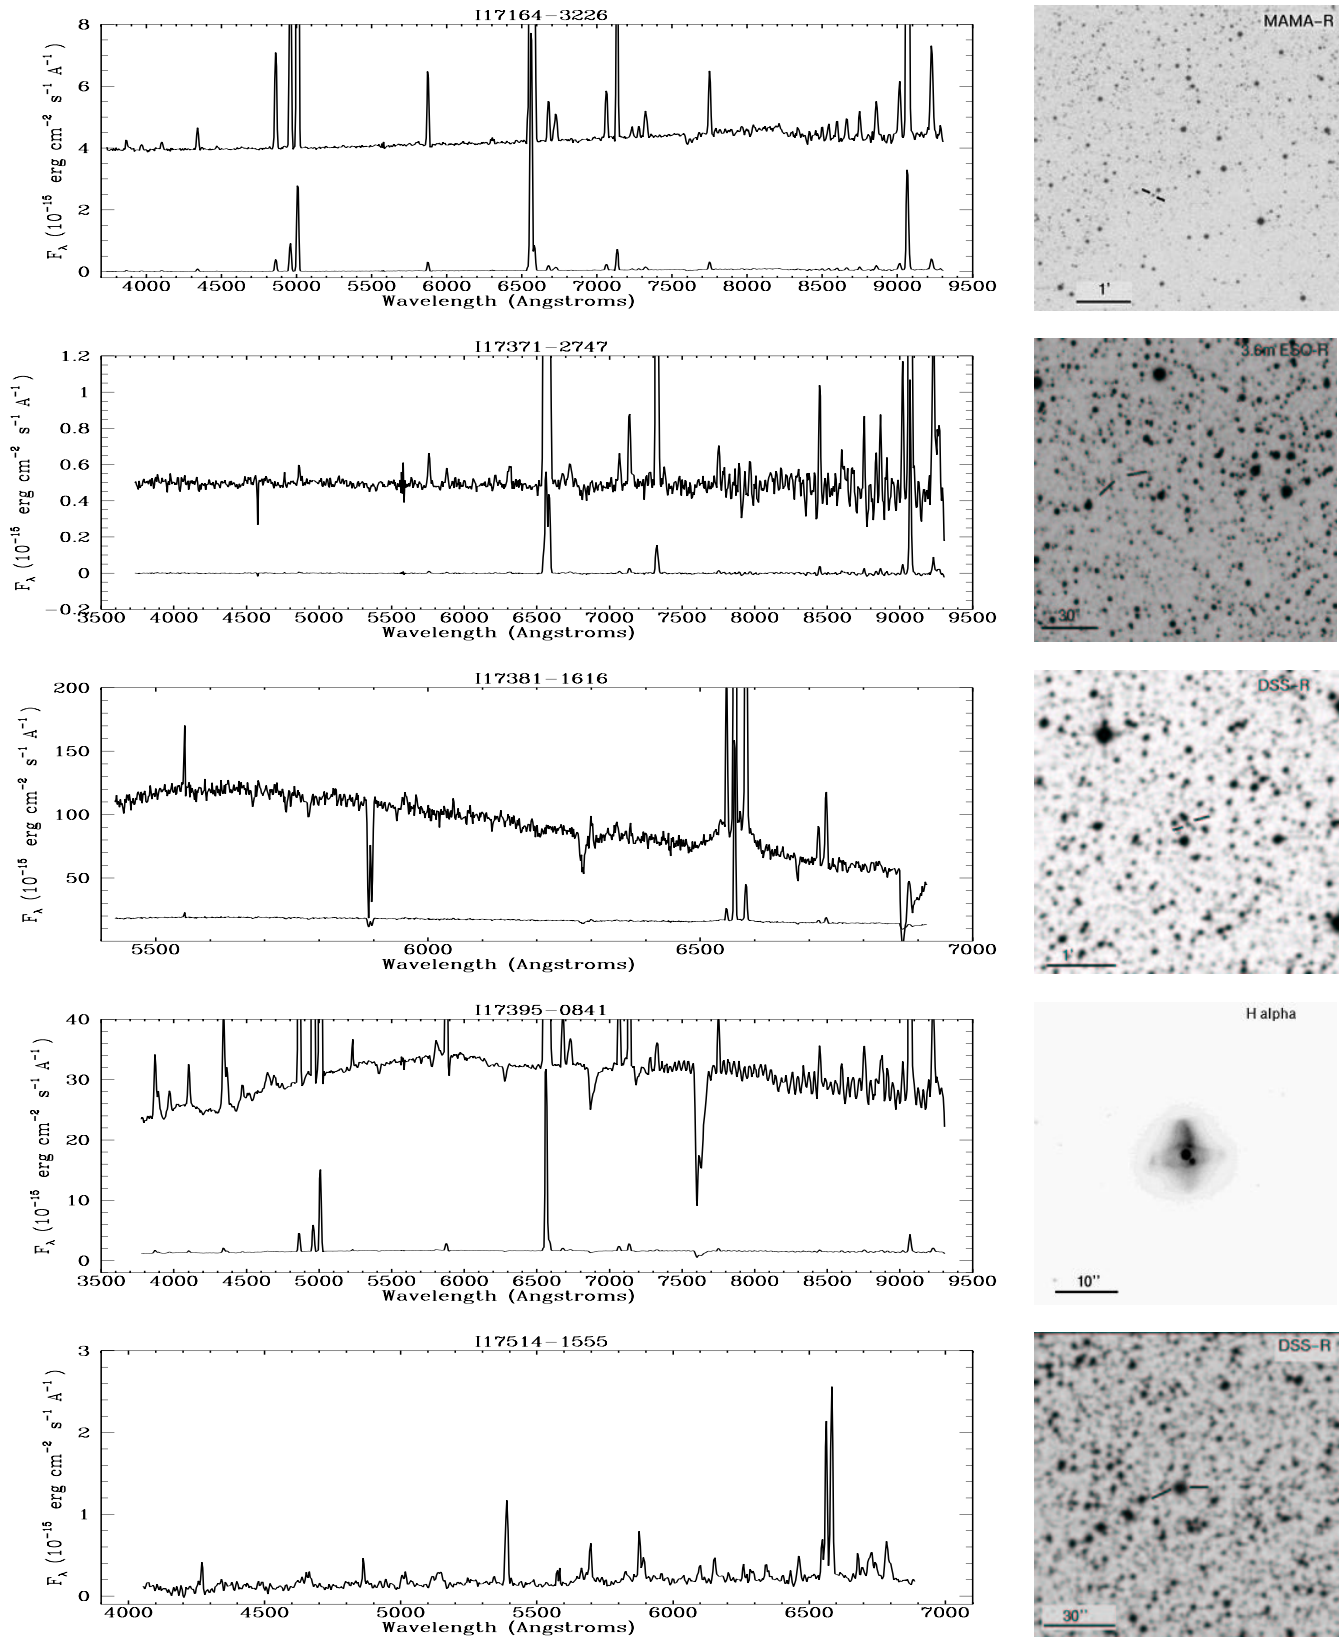 I17164−3226
MAMA−R
F_λ (10⁻¹⁵ erg cm⁻² s⁻¹ A⁻¹)
8
6
4
2
0
4000 4500 5000 5500 6000 6500 7000 7500 8000 8500 9000 9500
Wavelength (Angstroms)
1'
I17371−2747
3.6m ESO-R
F_λ (10⁻¹⁵ erg cm⁻² s⁻¹ A⁻¹)
1.2
1
0.8
0.6
0.4
0.2
0
−0.2
3500 4000 4500 5000 5500 6000 6500 7000 7500 8000 8500 9000 9500
Wavelength (Angstroms)
30"
I17381−1616
DSS−R
F_λ (10⁻¹⁵ erg cm⁻² s⁻¹ A⁻¹)
200
150
100
50
5500 6000 6500 7000
Wavelength (Angstroms)
1'
I17395−0841
H alpha
F_λ (10⁻¹⁵ erg cm⁻² s⁻¹ A⁻¹)
40
30
20
10
0
3500 4000 4500 5000 5500 6000 6500 7000 7500 8000 8500 9000 9500
Wavelength (Angstroms)
10''
I17514−1555
DSS−R
F_λ (10⁻¹⁵ erg cm⁻² s⁻¹ A⁻¹)
3
2
1
0
4000 4500 5000 5500 6000 6500 7000
Wavelength (Angstroms)
30''